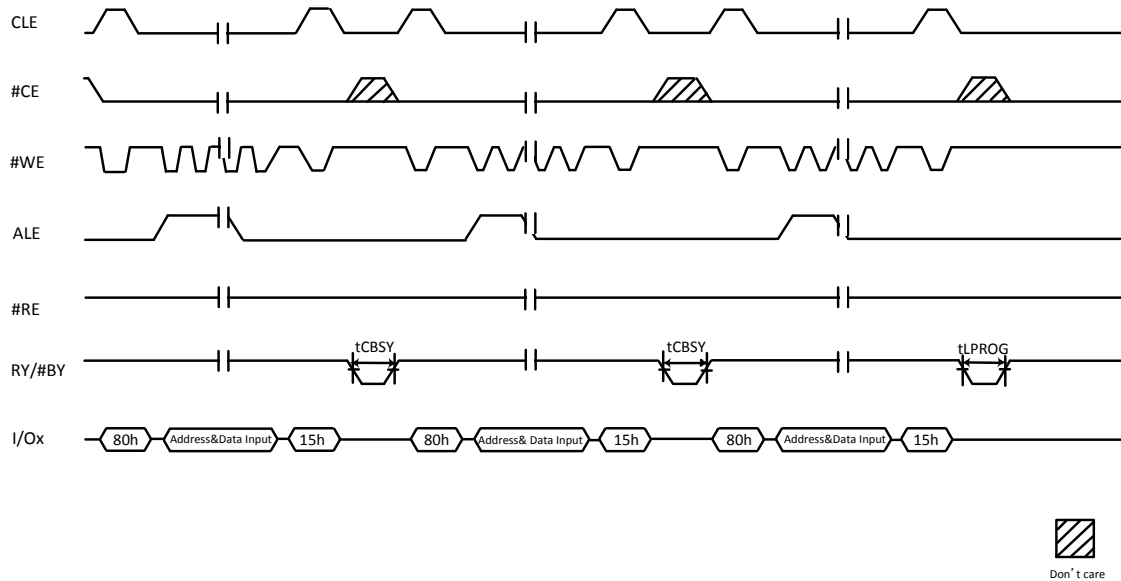 CLE
#CE
#WE
ALE
#RE
RY/#BY
tCBSY
tCBSY
tLPROG
I/Ox
80h
Address&Data Input
15h
80h
Address& Data Input
15h
80h
Address&Data Input
15h
Don’t care